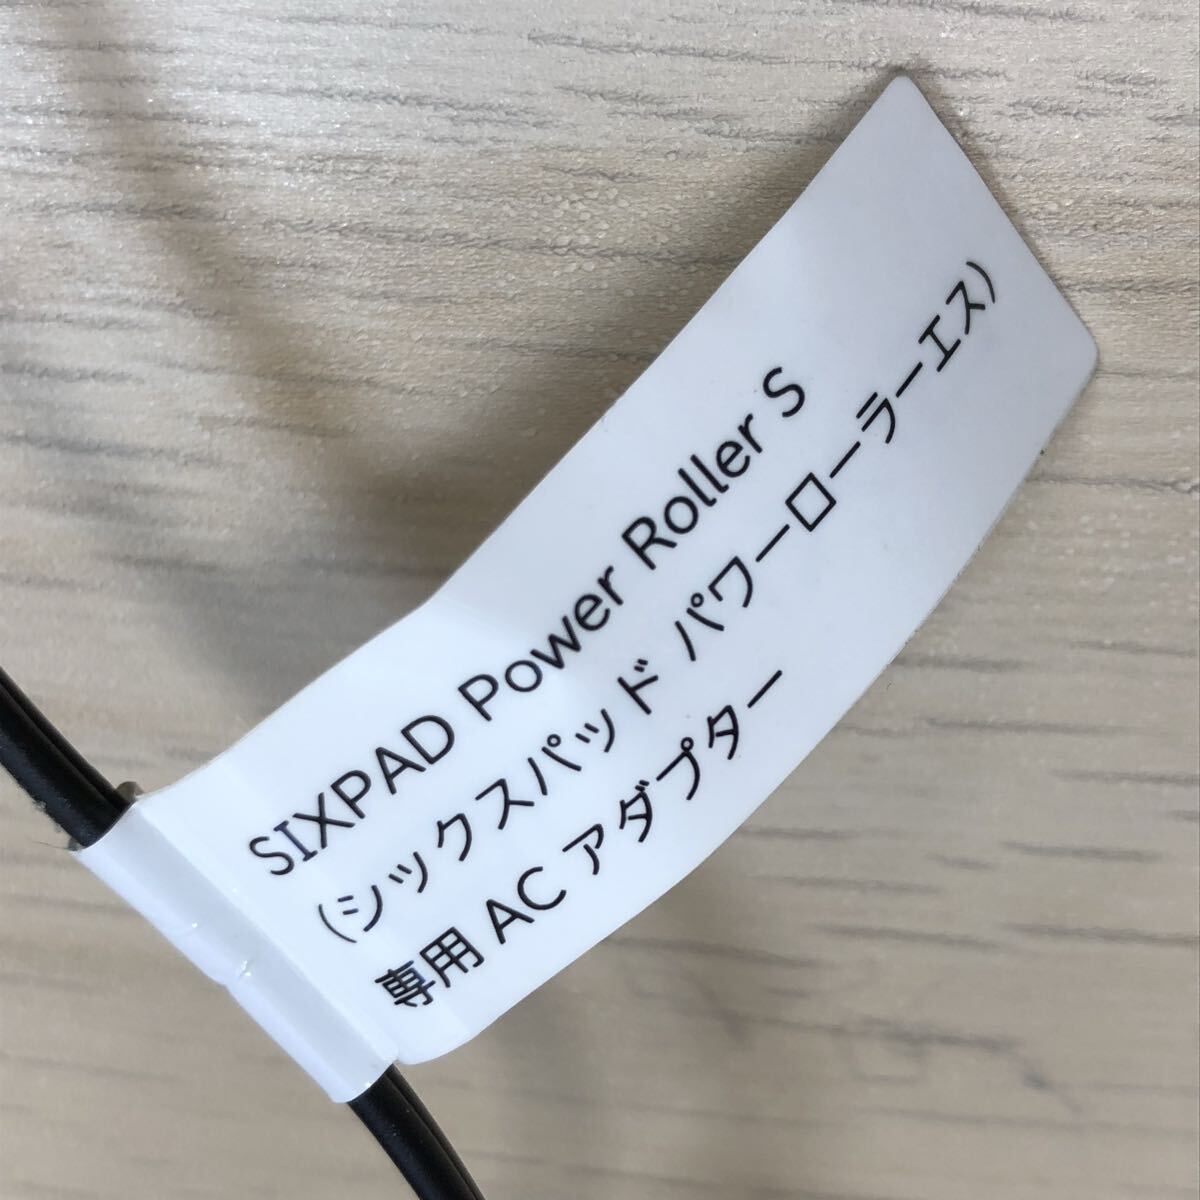 SIXPAD Power Roller S
(シックスパッド パワーローラーエス)
専用 AC アダプター